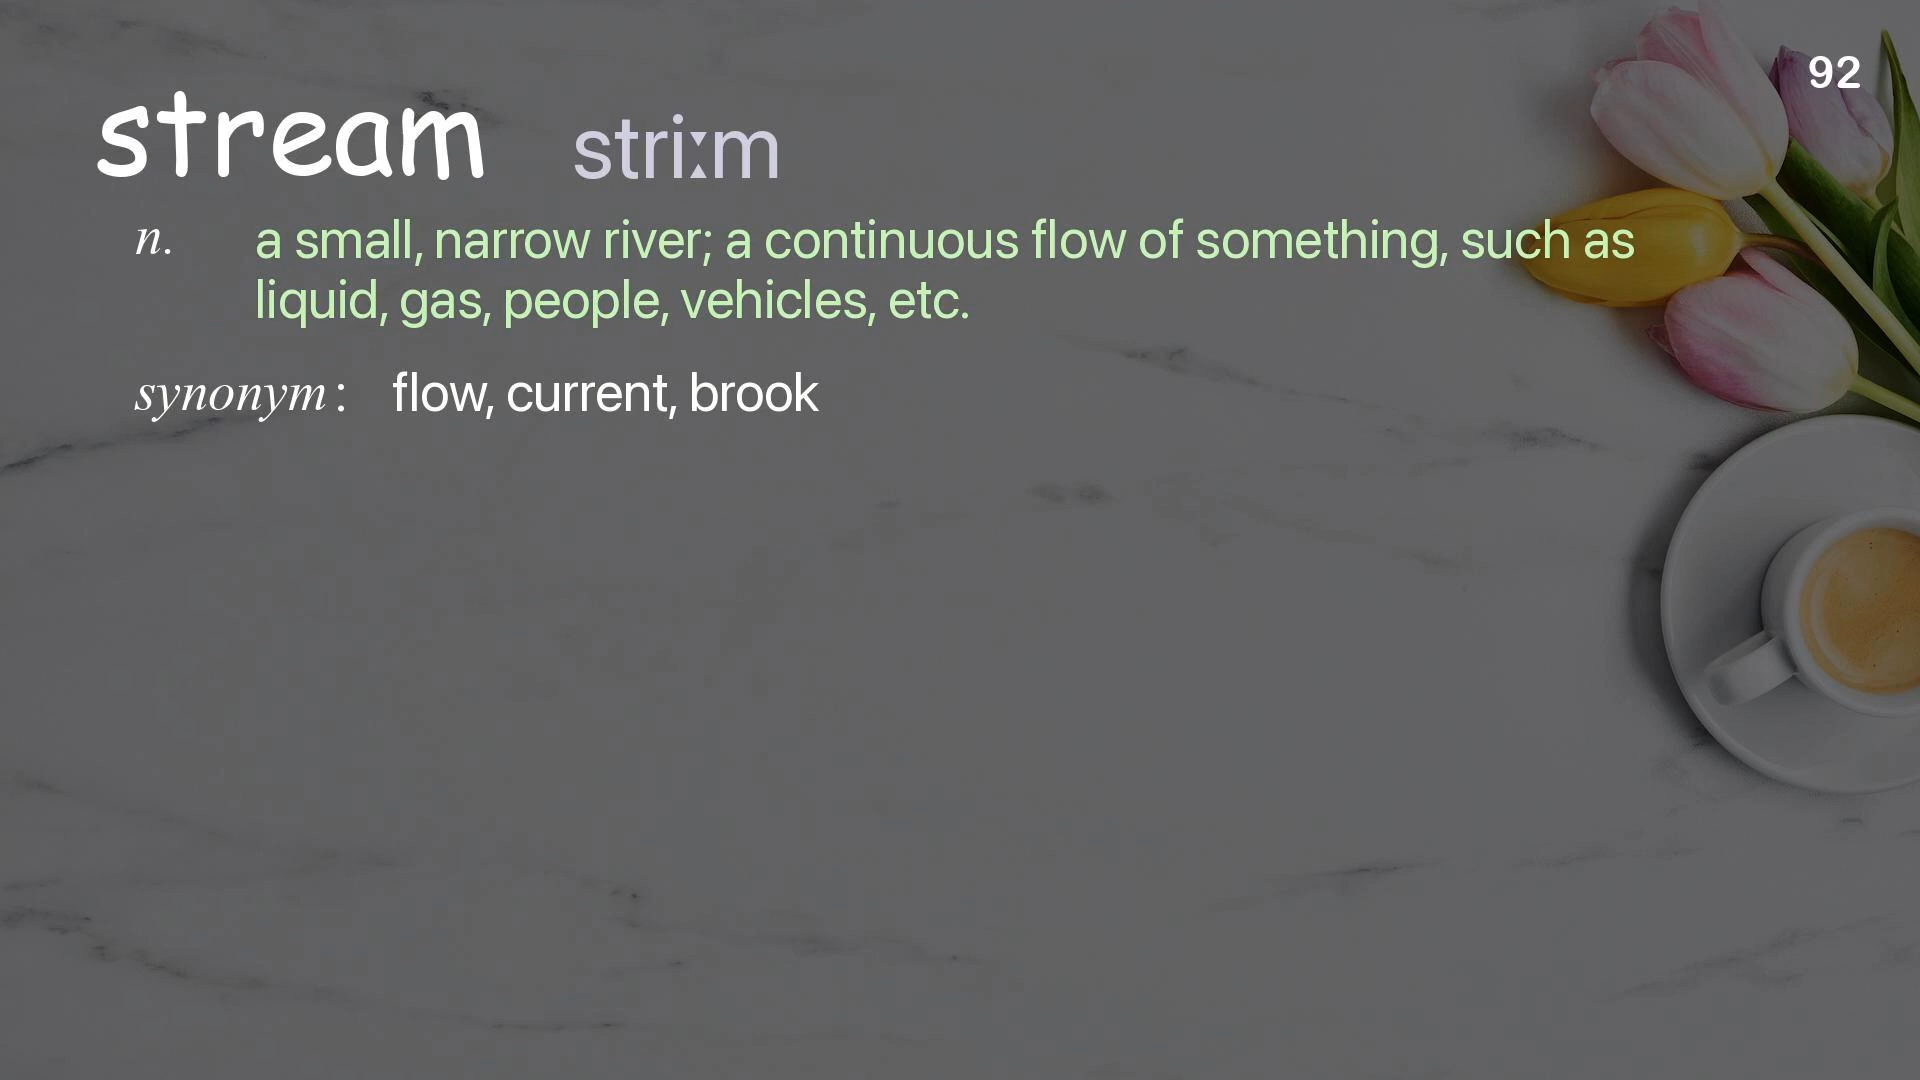 92
stream striːm
n. a small, narrow river; a continuous flow of something, such as
liquid, gas, people, vehicles, etc.
synonym: flow, current, brook